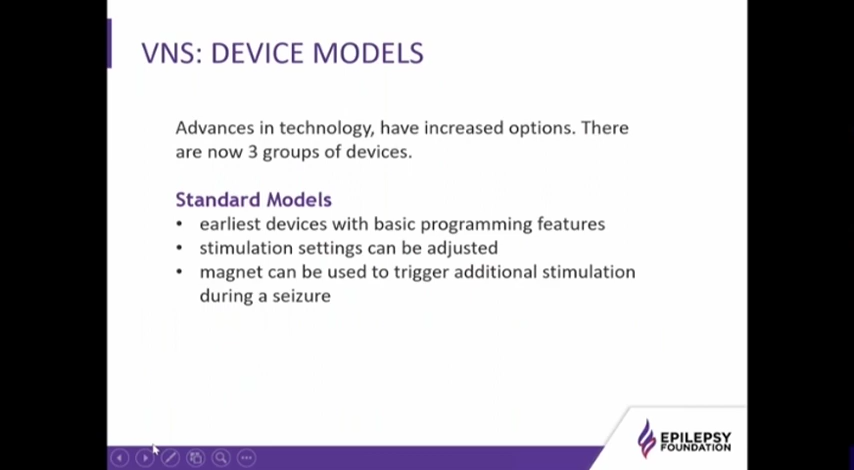 VNS: DEVICE MODELS
Advances in technology, have increased options. There
are now 3 groups of devices.
Standard Models
• earliest devices with basic programming features
• stimulation settings can be adjusted
• magnet can be used to trigger additional stimulation
during a seizure
EPILEPSY
FOUNDATION